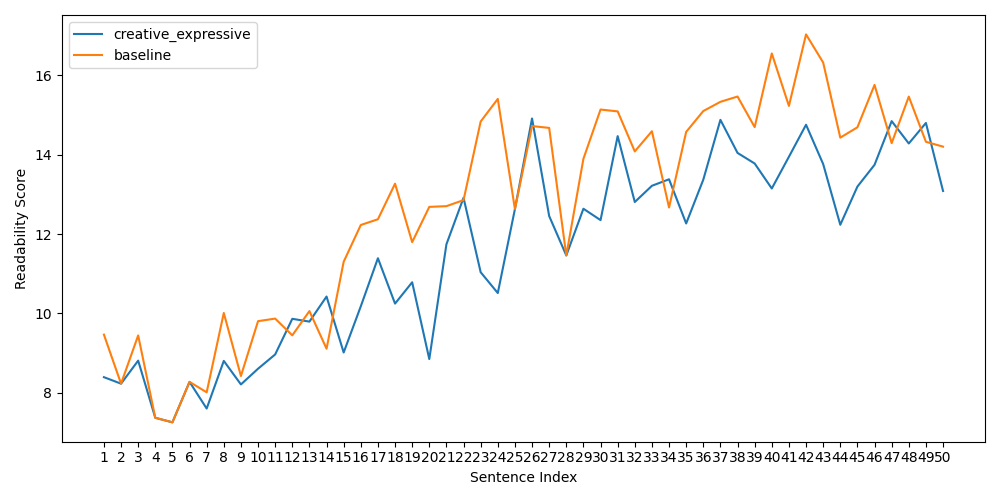 creative_expressive
baseline
Readability Score
16
14
12
10
8
1 2 3 4 5 6 7 8 9 10 11 12 13 14 15 16 17 18 19 20 21 22 23 24 25 26 27 28 29 30 31 32 33 34 35 36 37 38 39 40 41 42 43 44 45 46 47 48 49 50
Sentence Index